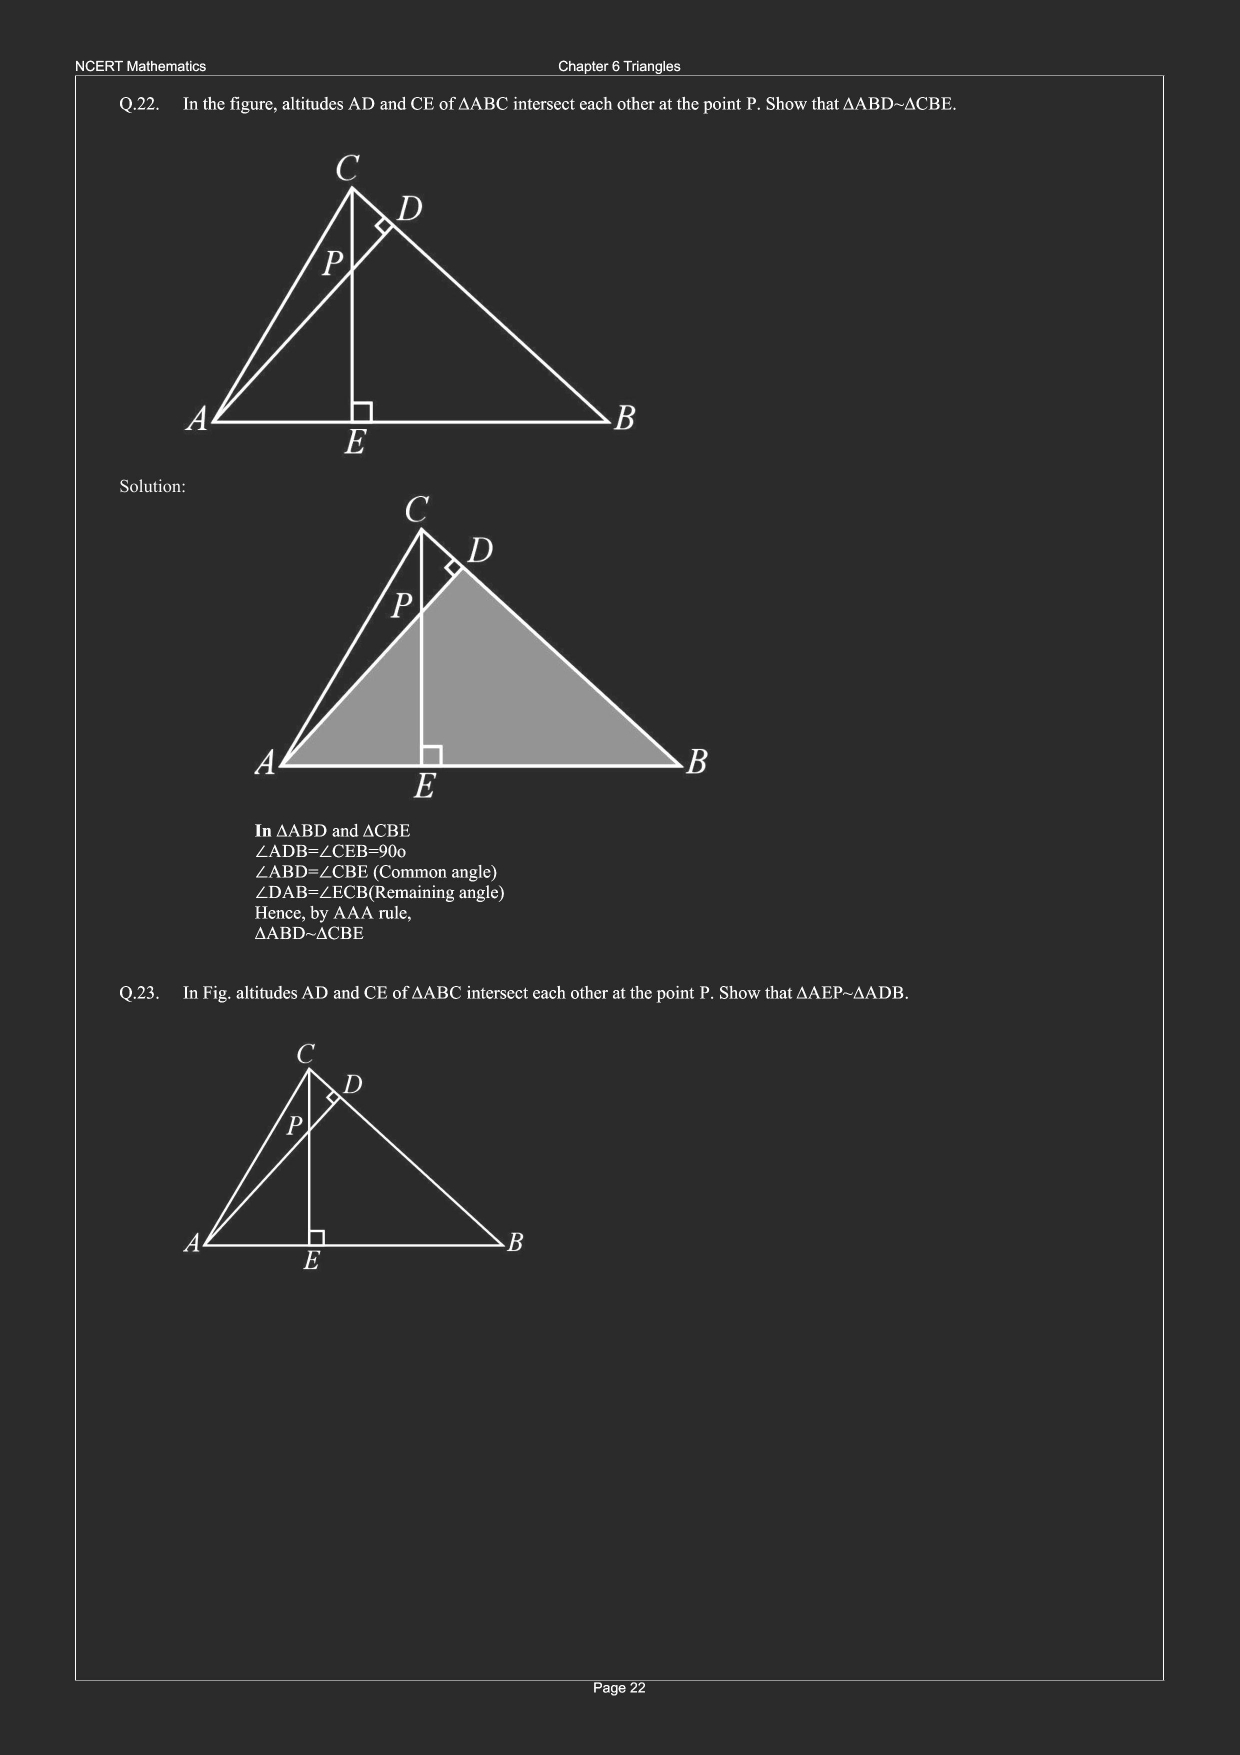 NCERT Mathematics Chapter 6 Triangles
Q.22. In the figure, altitudes AD and CE of ΔABC intersect each other at the point P. Show that ΔABD~ΔCBE.
C
D
P
A
B
E
Solution:
C
D
P
A
B
E
In ΔABD and ΔCBE
∠ADB=∠CEB=90o
∠ABD=∠CBE (Common angle)
∠DAB=∠ECB(Remaining angle)
Hence, by AAA rule,
ΔABD~ΔCBE
Q.23. In Fig. altitudes AD and CE of ΔABC intersect each other at the point P. Show that ΔAEP~ΔADB.
C
D
P
A
B
E
Page 22